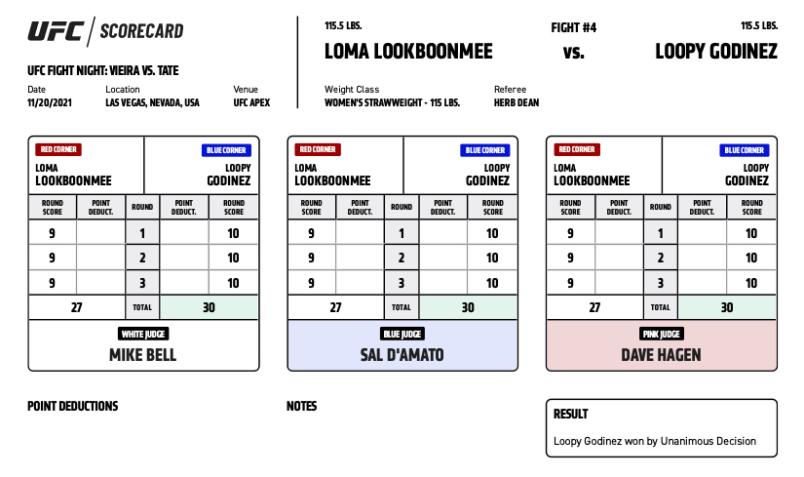 UFC / SCORECARD
UFC FIGHT NIGHT: VIEIRA VS. TATE
Date Location Venue
11/20/2021 LAS VEGAS, NEVADA, USA UFC APEX
115.5 LBS. FIGHT #4 115.5 LBS.
LOMA LOOKBOONMEE VS. LOOPY GODINEZ
Weight Class Referee
WOMEN'S STRAWWEIGHT - 115 LBS. HERB DEAN
RED CORNER BLUE CORNER
LOMA LOOPY
LOOKBOONMEE GODINEZ
ROUND SCORE POINT DEDUCT. ROUND POINT DEDUCT. ROUND SCORE
9 1 10
9 2 10
9 3 10
27 TOTAL 30
WHITE JUDGE
MIKE BELL
RED CORNER BLUE CORNER
LOMA LOOPY
LOOKBOONMEE GODINEZ
ROUND SCORE POINT DEDUCT. ROUND POINT DEDUCT. ROUND SCORE
9 1 10
9 2 10
9 3 10
27 TOTAL 30
BLUE JUDGE
SAL D'AMATO
RED CORNER BLUE CORNER
LOMA LOOPY
LOOKBOONMEE GODINEZ
ROUND SCORE POINT DEDUCT. ROUND POINT DEDUCT. ROUND SCORE
9 1 10
9 2 10
9 3 10
27 TOTAL 30
PINK JUDGE
DAVE HAGEN
POINT DEDUCTIONS
NOTES
RESULT
Loopy Godinez won by Unanimous Decision